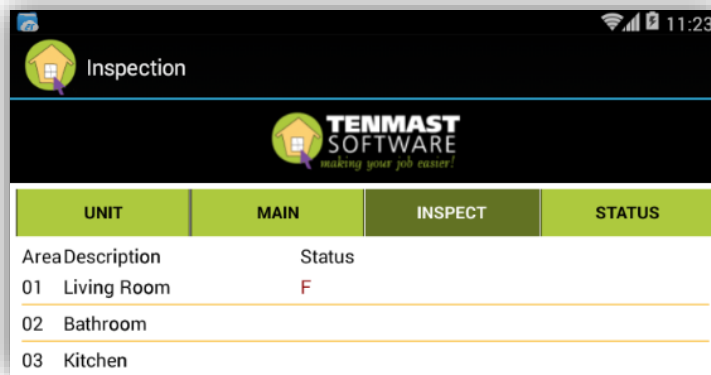 11:23
Inspection
TENMAST
SOFTWARE
making your job easier!
UNIT MAIN INSPECT STATUS
Area Description Status
01 Living Room F
02 Bathroom
03 Kitchen